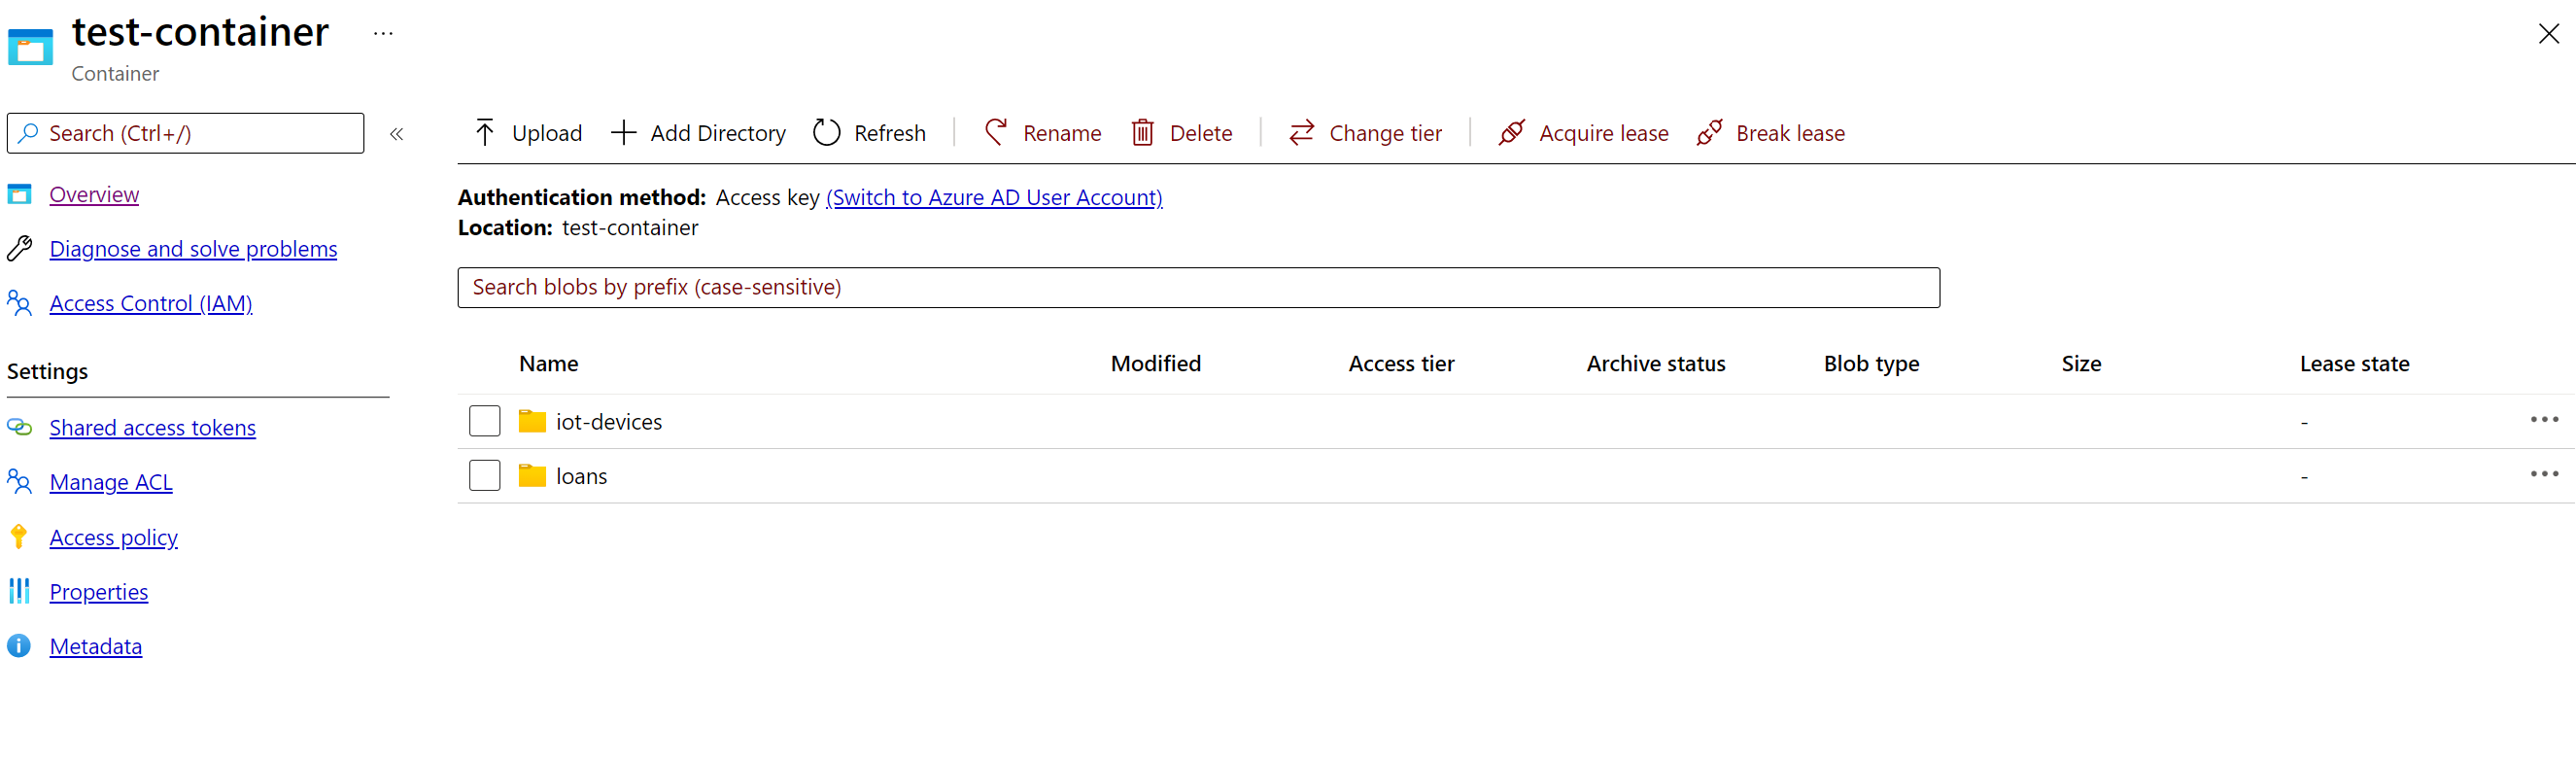 test-container ...
Container
Search (Ctrl+/) «
Overview
Diagnose and solve problems
Access Control (IAM)
Settings
Shared access tokens
Manage ACL
Access policy
Properties
Metadata
Upload Add Directory Refresh Rename Delete Change tier Acquire lease Break lease
Authentication method: Access key (Switch to Azure AD User Account)
Location: test-container
Search blobs by prefix (case-sensitive)
Name Modified Access tier Archive status Blob type Size Lease state
iot-devices - ...
loans - ...